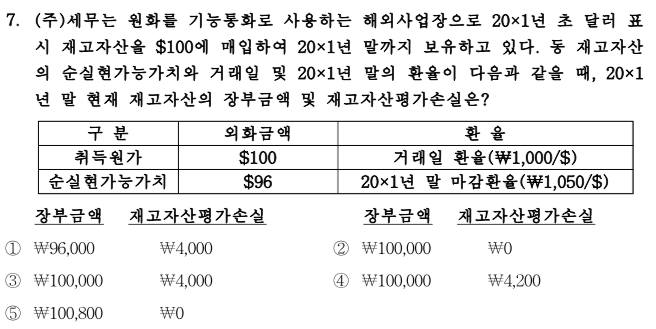 7. (주)세무는 원화를 기능통화로 사용하는 해외사업장으로 20×1년 초 달러 표
시 재고자산을 $100에 매입하여 20×1년 말까지 보유하고 있다. 동 재고자산
의 순실현가능가치와 거래일 및 20×1년 말의 환율이 다음과 같을 때, 20×1
년 말 현재 재고자산의 장부금액 및 재고자산평가손실은?
구 분 외화금액 환 율
취득원가 $100 거래일 환율(₩1,000/$)
순실현가능가치 $96 20×1년 말 마감환율(₩1,050/$)
장부금액 재고자산평가손실 장부금액 재고자산평가손실
① ₩96,000 ₩4,000 ② ₩100,000 ₩0
③ ₩100,000 ₩4,000 ④ ₩100,000 ₩4,200
⑤ ₩100,800 ₩0